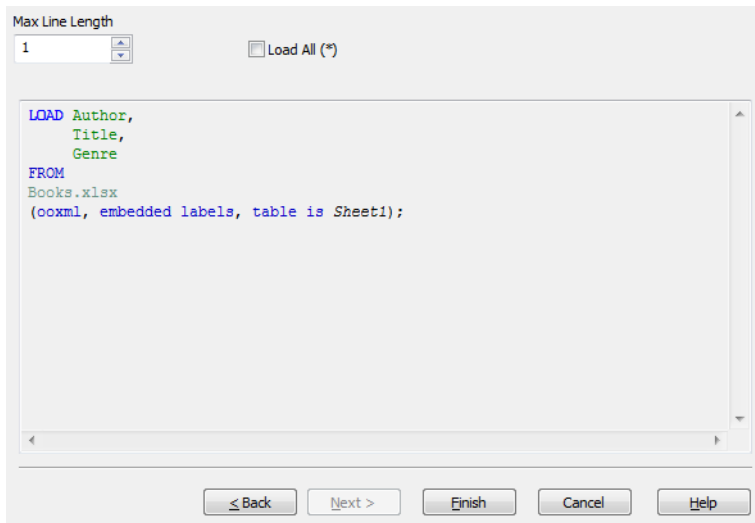 Max Line Length
1
Load All (*)
LOAD Author,
Title,
Genre
FROM
Books.xlsx
(ooxml, embedded labels, table is Sheet1);
< Back
Next >
Finish
Cancel
Help